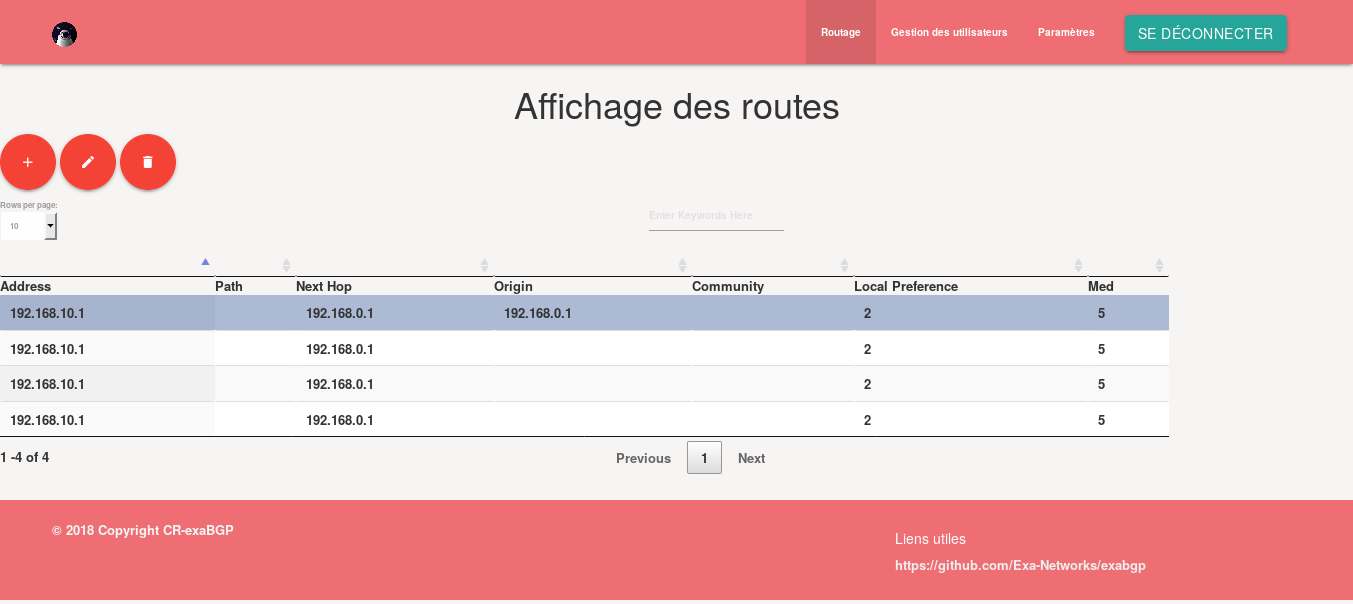 Routage Gestion des utilisateurs Paramètres SE DÉCONNECTER
Affichage des routes
Rows per page:
10
Enter Keywords Here
Address Path Next Hop Origin Community Local Preference Med
192.168.10.1 192.168.0.1 192.168.0.1 2 5
192.168.10.1 192.168.0.1 2 5
192.168.10.1 192.168.0.1 2 5
192.168.10.1 192.168.0.1 2 5
1 -4 of 4 Previous 1 Next
© 2018 Copyright CR-exaBGP
Liens utiles
https://github.com/Exa-Networks/exabgp